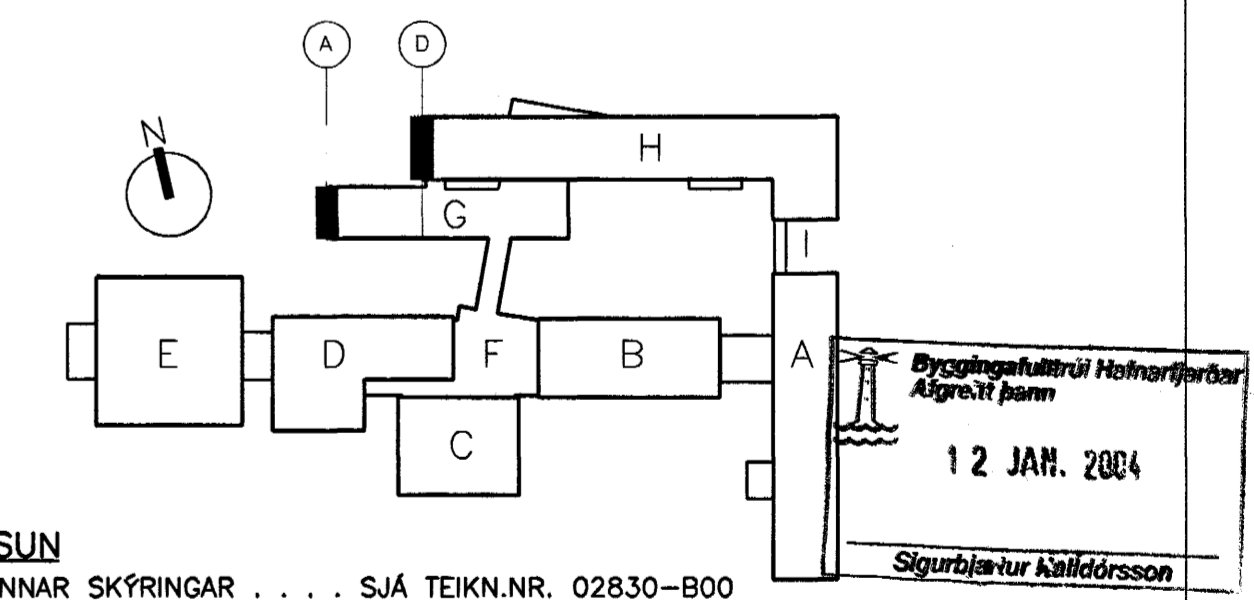 A D
N
H
G
I
E D F B A
C
Byggingafulltrúi Hafnarfjarðar
Afgreitt þann
12 JAN. 2004
Sigurbjartur Halldórsson
SUN
NNAR SKÝRINGAR . . . . SJÁ TEIKN.NR. 02830-B00